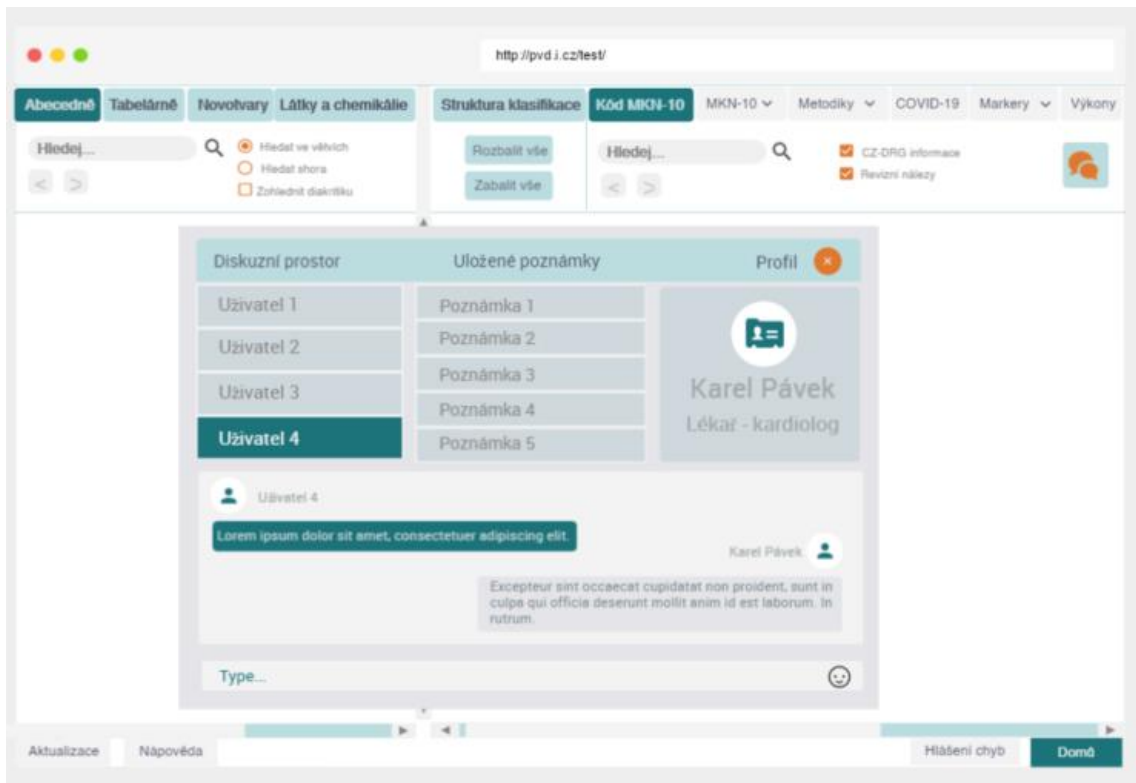 http://pvd.i.cz/test/
Abecedně Tabelárně Novotvary Látky a chemikálie Struktura klasifikace Kód MKN-10 MKN-10 Metodiky COVID-19 Markery Výkony
Hledej...
< >
Hledat ve větvích
Hledat shora
Zohlednit diakritiku
Rozbalit vše
Zabalit vše
Hledej...
< >
CZ-DRG informace
Revizní nálezy
Diskuzní prostor Uložené poznámky Profil ×
Uživatel 1
Uživatel 2
Uživatel 3
Uživatel 4
Poznámka 1
Poznámka 2
Poznámka 3
Poznámka 4
Poznámka 5
Karel Pávek
Lékař - kardiolog
Uživatel 4
Lorem ipsum dolor sit amet, consectetuer adipiscing elit.
Karel Pávek
Excepteur sint occaecat cupidatat non proident, sunt in
culpa qui officia deserunt mollit anim id est laborum. In
rutrum.
Type...
Aktualizace Nápověda Hlášení chyb Domů